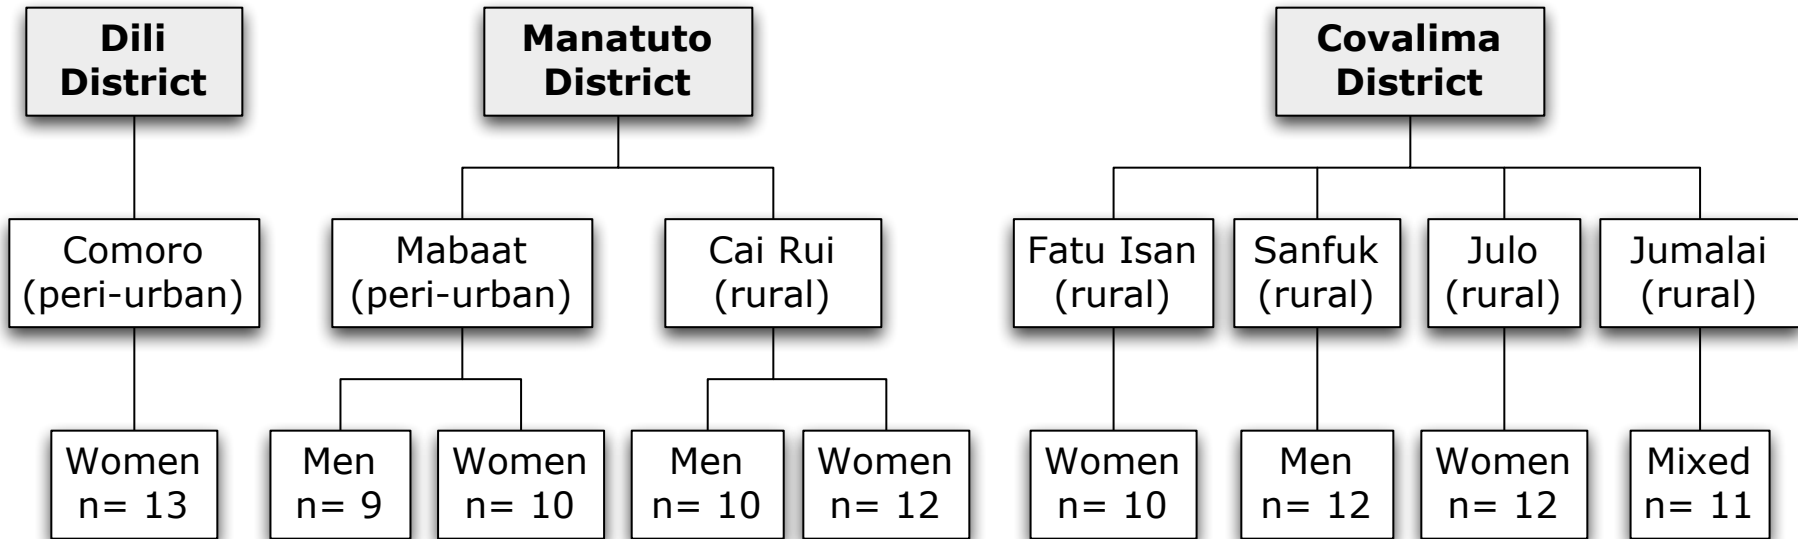 Dili
District
Manatuto
District
Covalima
District
Comoro
(peri-urban)
Mabaat
(peri-urban)
Cai Rui
(rural)
Fatu Isan
(rural)
Sanfuk
(rural)
Julo
(rural)
Jumalai
(rural)
Women
n= 13
Men
n= 9
Women
n= 10
Men
n= 10
Women
n= 12
Women
n= 10
Men
n= 12
Women
n= 12
Mixed
n= 11